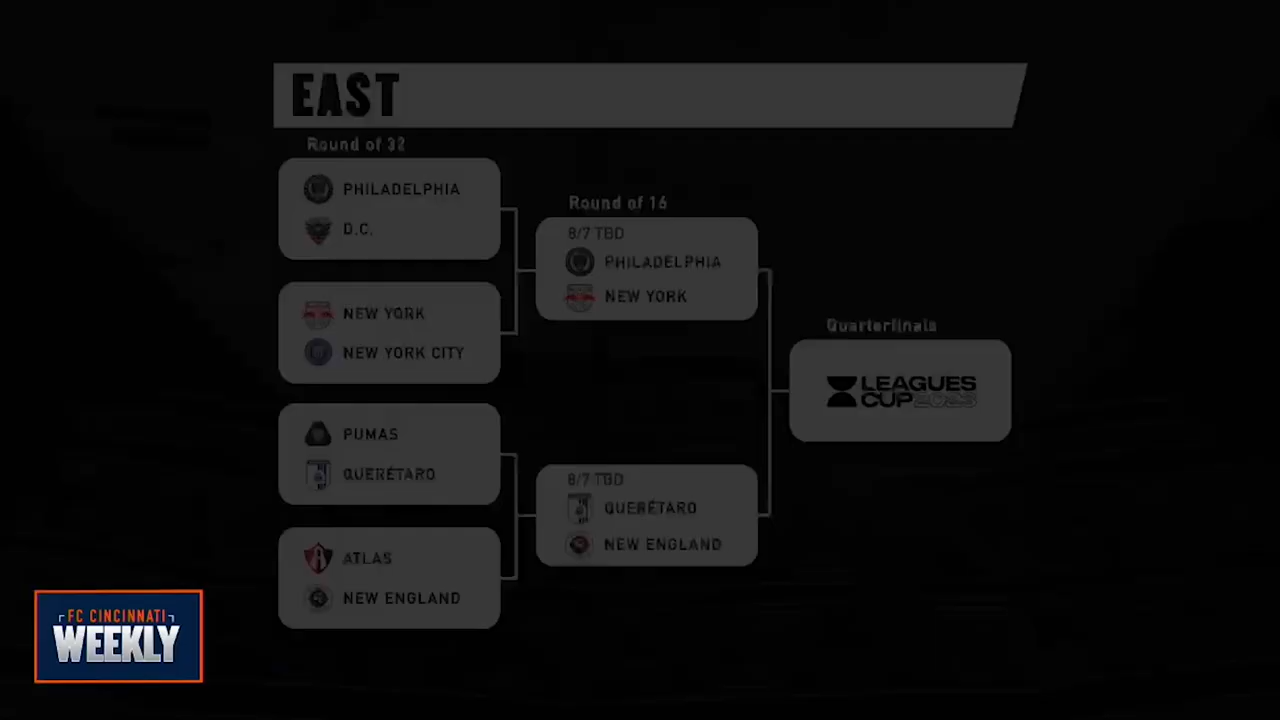 EAST
Round of 32
PHILADELPHIA
D.C.
NEW YORK
NEW YORK CITY
PUMAS
QUERÉTARO
ATLAS
NEW ENGLAND
Round of 16
8/7 TBD
PHILADELPHIA
NEW YORK
8/7 TBD
QUERÉTARO
NEW ENGLAND
Quarterfinals
LEAGUES
CUP 2023
FC CINCINNATI
WEEKLY